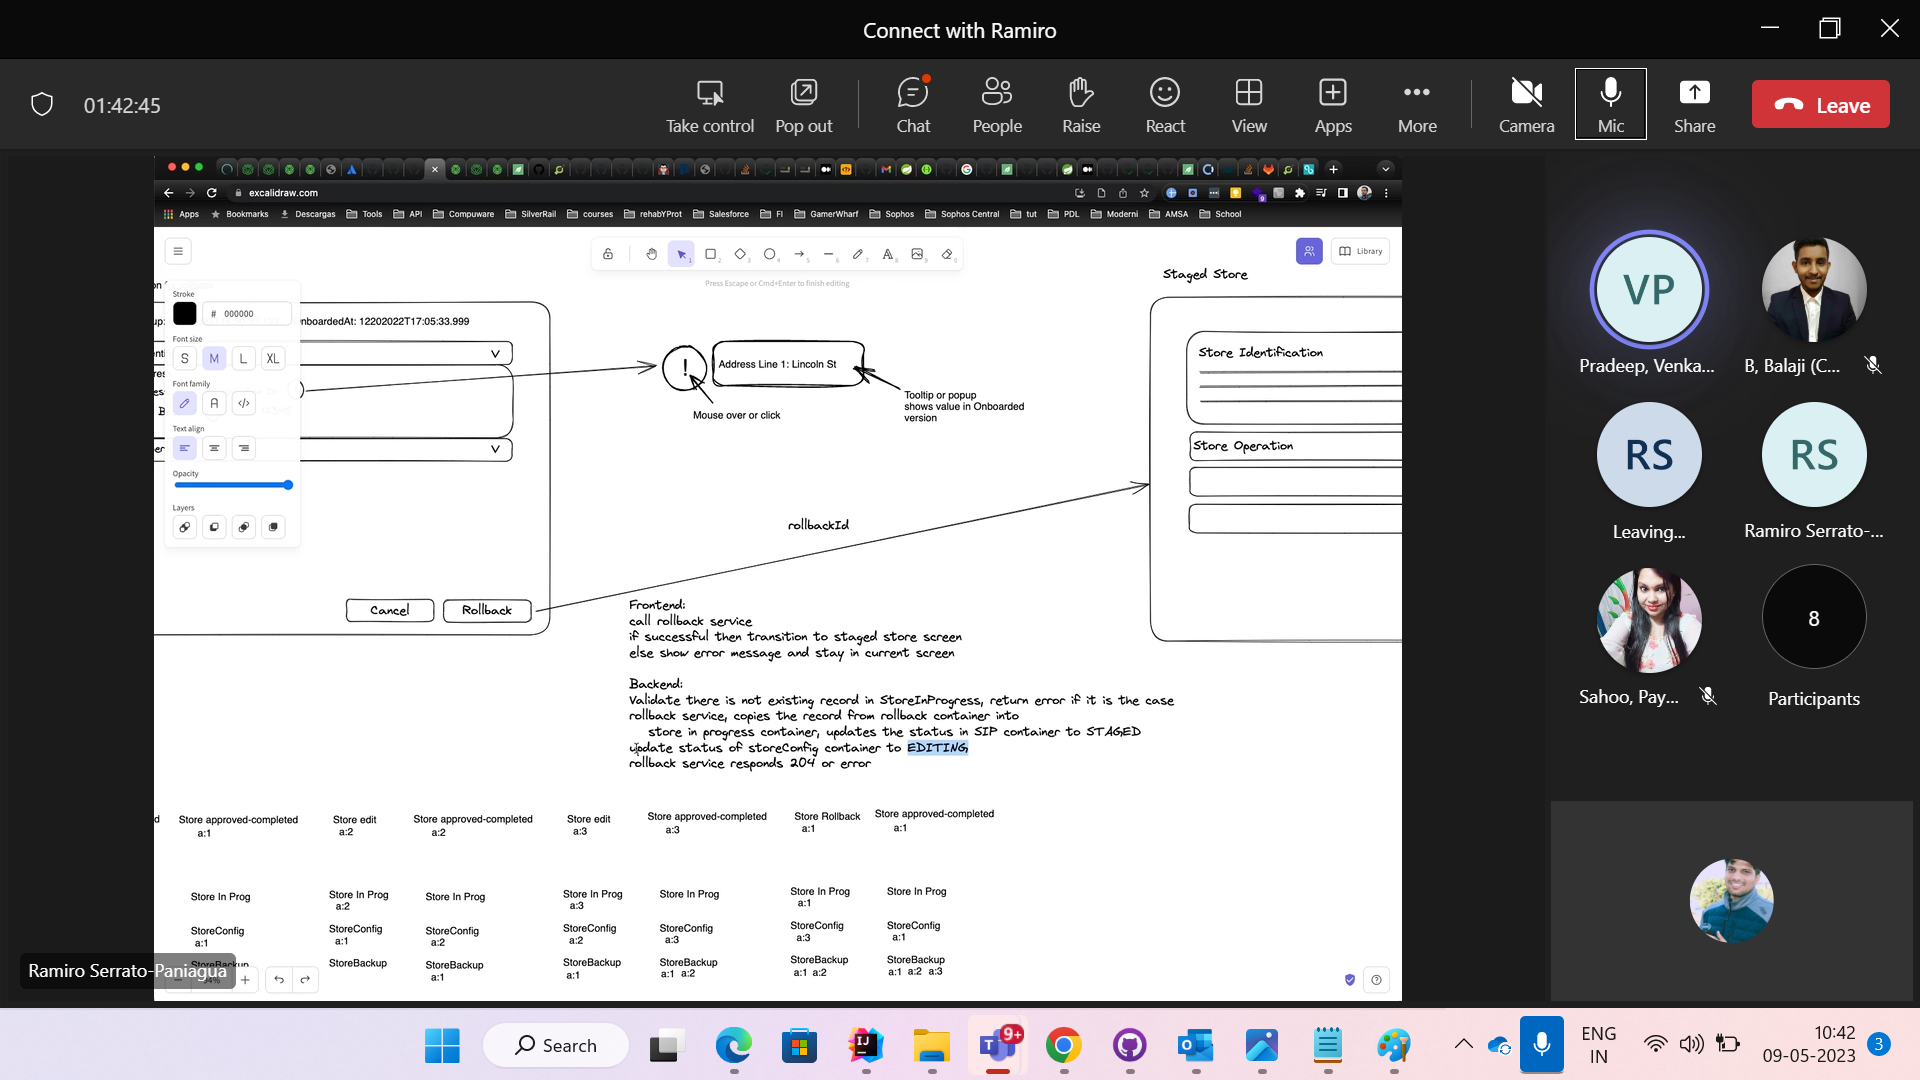 Connect with Ramiro
01:42:45
Take control
Pop out
Chat
People
Raise
React
View
Apps
More
Camera
Mic
Share
Leave
excalidraw.com
Apps
Bookmarks
Descargas
Tools
API
Compuware
SilverRail
courses
rehabYProt
Salesforce
FI
GamerWharf
Sophos
Sophos Central
tut
PDL
Moderni
AMSA
School
Library
Press Escape or Cmd+Enter to finish editing
Stroke
# 000000
Font size
S
M
L
XL
Font family
A
Text align
Opacity
Layers
nboardedAt: 12202022T17:05:33.999
!
Address Line 1: Lincoln St
Mouse over or click
Tooltip or popup
shows value in Onboarded
version
Staged Store
Store Identification
Store Operation
rollbackId
Cancel
Rollback
Frontend:
call rollback service
if successful then transition to staged store screen
else show error message and stay in current screen
Backend:
Validate there is not existing record in StoreInProgress, return error if it is the case
rollback service, copies the record from rollback container into
store in progress container, updates the status in SIP container to STAGED
update status of storeConfig container to EDITING
rollback service responds 204 or error
d
Store approved-completed
a:1
Store edit
a:2
Store approved-completed
a:2
Store edit
a:3
Store approved-completed
a:3
Store Rollback
a:1
Store approved-completed
a:1
Store In Prog
Store In Prog
a:2
Store In Prog
Store In Prog
a:3
Store In Prog
Store In Prog
a:1
Store In Prog
StoreConfig
a:1
StoreConfig
a:1
StoreConfig
a:2
StoreConfig
a:2
StoreConfig
a:3
StoreConfig
a:3
StoreConfig
a:1
StoreBackup
StoreBackup
StoreBackup
a:1
StoreBackup
a:1
StoreBackup
a:1 a:2
StoreBackup
a:1 a:2
StoreBackup
a:1 a:2 a:3
Ramiro Serrato-Paniagua
VP
Pradeep, Venka...
B, Balaji (C...
RS
Leaving...
RS
Ramiro Serrato-...
Sahoo, Pay...
8
Participants
Search
9+
ENG
IN
10:42
09-05-2023
3